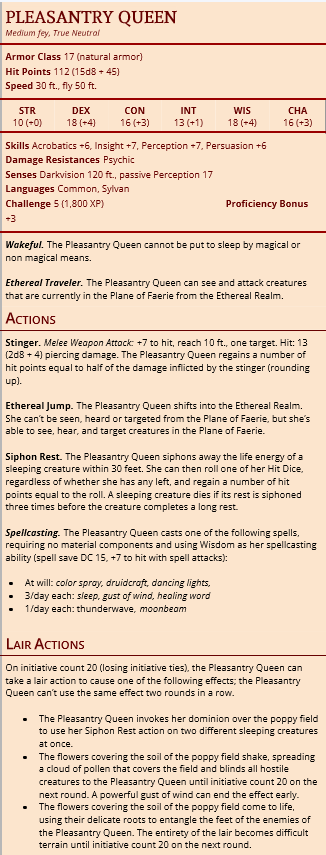 PLEASANTRY QUEEN
Medium fey, True Neutral
Armor Class 17 (natural armor)
Hit Points 112 (15d8 + 45)
Speed 30 ft., fly 50 ft.
STR DEX CON INT WIS CHA
10 (+0) 18 (+4) 16 (+3) 13 (+1) 18 (+4) 16 (+3)
Skills Acrobatics +6, Insight +7, Perception +7, Persuasion +6
Damage Resistances Psychic
Senses Darkvision 120 ft., passive Perception 17
Languages Common, Sylvan
Challenge 5 (1,800 XP) Proficiency Bonus
+3
Wakeful. The Pleasantry Queen cannot be put to sleep by magical or
non magical means.
Ethereal Traveler. The Pleasantry Queen can see and attack creatures
that are currently in the Plane of Faerie from the Ethereal Realm.
ACTIONS
Stinger. Melee Weapon Attack: +7 to hit, reach 10 ft., one target. Hit: 13
(2d8 + 4) piercing damage. The Pleasantry Queen regains a number of
hit points equal to half of the damage inflicted by the stinger (rounding
up).
Ethereal Jump. The Pleasantry Queen shifts into the Ethereal Realm.
She can't be seen, heard or targeted from the Plane of Faerie, but she's
able to see, hear, and target creatures in the Plane of Faerie.
Siphon Rest. The Pleasantry Queen siphons away the life energy of a
sleeping creature within 30 feet. She can then roll one of her Hit Dice,
regardless of whether she has any left, and regain a number of hit
points equal to the roll. A sleeping creature dies if its rest is siphoned
three times before the creature completes a long rest.
Spellcasting. The Pleasantry Queen casts one of the following spells,
requiring no material components and using Wisdom as her spellcasting
ability (spell save DC 15, +7 to hit with spell attacks):
• At will: color spray, druidcraft, dancing lights,
• 3/day each: sleep, gust of wind, healing word
• 1/day each: thunderwave, moonbeam
LAIR ACTIONS
On initiative count 20 (losing initiative ties), the Pleasantry Queen can
take a lair action to cause one of the following effects; the Pleasantry
Queen can't use the same effect two rounds in a row.
• The Pleasantry Queen invokes her dominion over the poppy field
to use her Siphon Rest action on two different sleeping creatures
at once.
• The flowers covering the soil of the poppy field shake, spreading
a cloud of pollen that covers the field and blinds all hostile
creatures to the Pleasantry Queen until initiative count 20 on the
next round. A powerful gust of wind can end the effect early.
• The flowers covering the soil of the poppy field come to life,
using their delicate roots to entangle the feet of the enemies of
the Pleasantry Queen. The entirety of the lair becomes difficult
terrain until initiative count 20 on the next round.